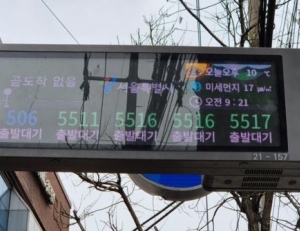 곧도착 없음 서울특별시 오늘오후 10 ℃
미세먼지 17 ㎍/㎥
오전 9 : 21
506 5511 5516 5516 5517
출발대기 출발대기 출발대기 출발대기 출발대기
21 - 157